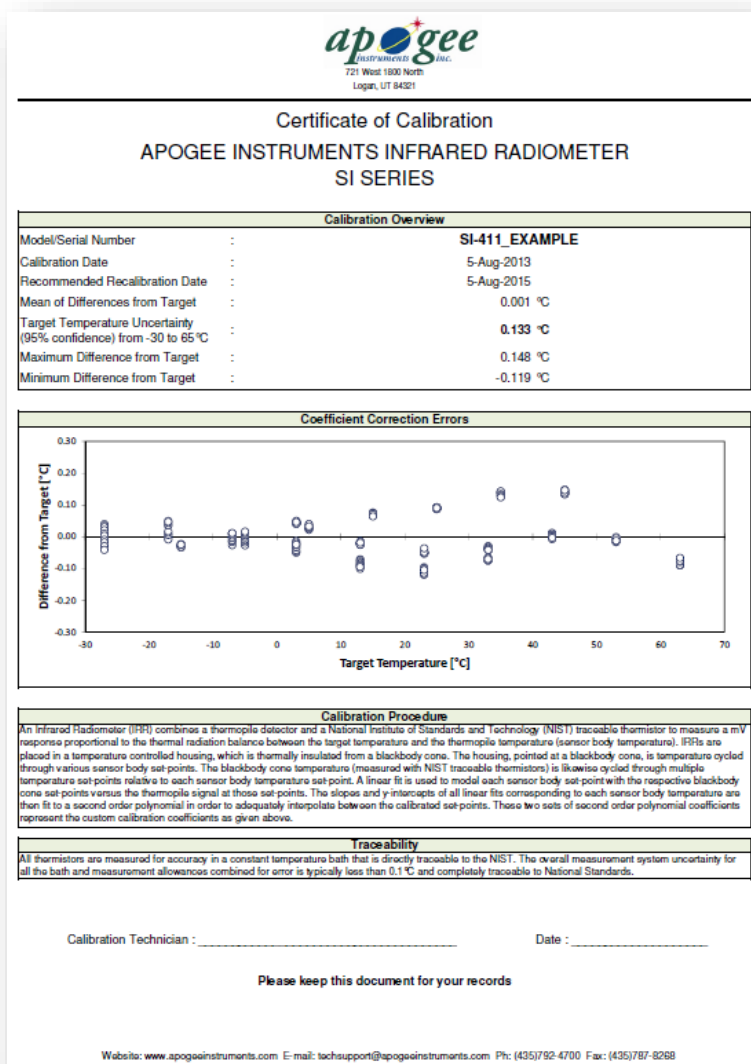 apogee
instruments inc.
721 West 1800 North
Logan, UT 84321
Certificate of Calibration
APOGEE INSTRUMENTS INFRARED RADIOMETER
SI SERIES
Calibration Overview
Model/Serial Number : SI-411_EXAMPLE
Calibration Date : 5-Aug-2013
Recommended Recalibration Date : 5-Aug-2015
Mean of Differences from Target : 0.001 ºC
Target Temperature Uncertainty
(95% confidence) from -30 to 65ºC : 0.133 ºC
Maximum Difference from Target : 0.148 ºC
Minimum Difference from Target : -0.119 ºC
Coefficient Correction Errors
Difference from Target [°C]
0.30
0.20
0.10
0.00
-0.10
-0.20
-0.30
-30 -20 -10 0 10 20 30 40 50 60 70
Target Temperature [°C]
Calibration Procedure
An Infrared Radiometer (IRR) combines a thermopile detector and a National Institute of Standards and Technology (NIST) traceable thermistor to measure a mV
response proportional to the thermal radiation balance between the target temperature and the thermopile temperature (sensor body temperature). IRRs are
placed in a temperature controlled housing, which is thermally insulated from a blackbody cone. The housing, pointed at a blackbody cone, is temperature cycled
through various sensor body set-points. The blackbody cone temperature (measured with NIST traceable thermistors) is likewise cycled through multiple
temperature set-points relative to each sensor body temperature set-point. A linear fit is used to model each sensor body set-point with the respective blackbody
cone set-points versus the thermopile signal at those set-points. The slopes and y-intercepts of all linear fits corresponding to each sensor body temperature are
then fit to a second order polynomial in order to adequately interpolate between the calibrated set-points. These two sets of second order polynomial coefficients
represent the custom calibration coefficients as given above.
Traceability
All thermistors are measured for accuracy in a constant temperature bath that is directly traceable to the NIST. The overall measurement system uncertainty for
all the bath and measurement allowances combined for error is typically less than 0.1ºC and completely traceable to National Standards.
Calibration Technician : ______________________ Date : ______________
Please keep this document for your records
Website: www.apogeeinstruments.com E-mail: techsupport@apogeeinstruments.com Ph: (435)792-4700 Fax: (435)787-8268